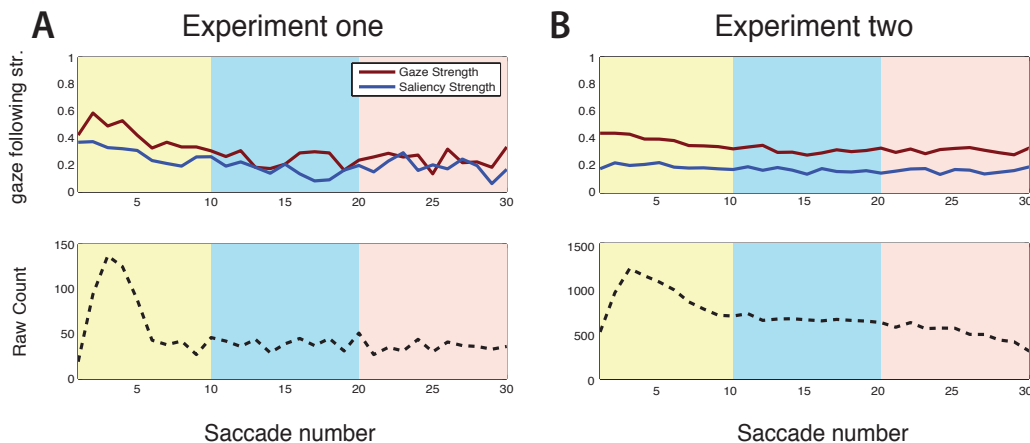 A
Experiment one
gaze following str.
1
0.8
0.6
0.4
0.2
0
Gaze Strength
Saliency Strength
5 10 15 20 25 30
Raw Count
150
100
50
0
5 10 15 20 25 30
Saccade number
B
Experiment two
1
0.8
0.6
0.4
0.2
0
5 10 15 20 25 30
1500
1000
500
0
5 10 15 20 25 30
Saccade number